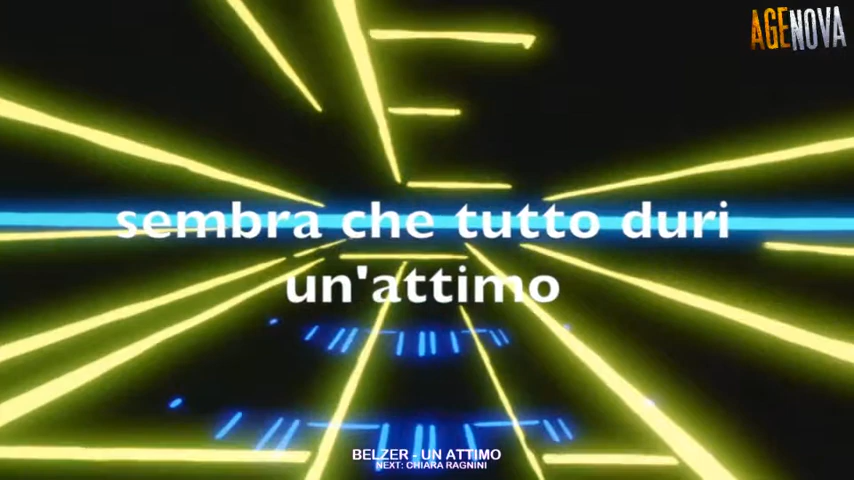 AGENOVA
sembra che tutto duri
un'attimo
BELZER - UN ATTIMO
NEXT: CHIARA RAGNINI